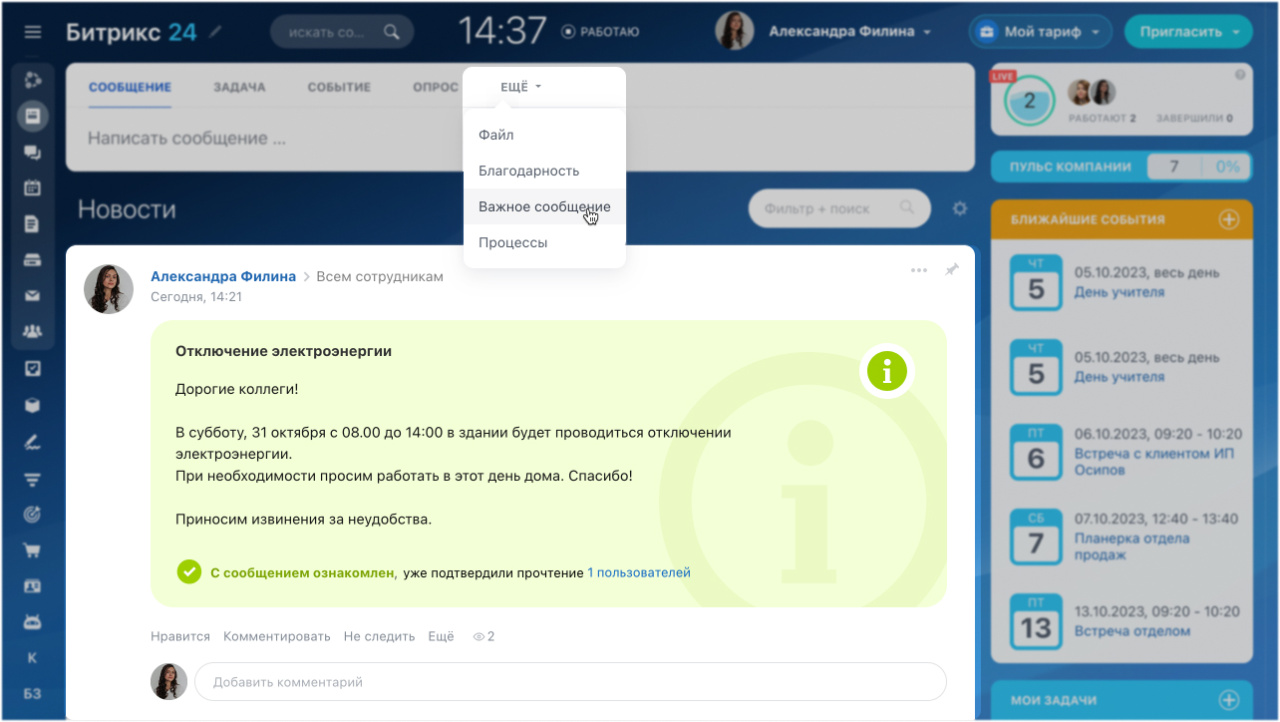 Битрикс 24
искать со...
14:37
РАБОТАЮ
Александра Филина
Мой тариф
Пригласить
СООБЩЕНИЕ ЗАДАЧА СОБЫТИЕ ОПРОС ЕЩЁ
Написать сообщение ...
Файл
Благодарность
Важное сообщение
Процессы
Новости
Фильтр + поиск
Александра Филина > Всем сотрудникам
Сегодня, 14:21
Отключение электроэнергии
Дорогие коллеги!
В субботу, 31 октября с 08.00 до 14:00 в здании будет проводиться отключении
электроэнергии.
При необходимости просим работать в этот день дома. Спасибо!
Приносим извинения за неудобства.
С сообщением ознакомлен, уже подтвердили прочтение 1 пользователей
Нравится Комментировать Не следить Ещё 2
Добавить комментарий
К
БЗ
LIVE
2
РАБОТАЮТ 2 ЗАВЕРШИЛИ 0
ПУЛЬС КОМПАНИИ 7 0%
БЛИЖАЙШИЕ СОБЫТИЯ
ЧТ
5
05.10.2023, весь день
День учителя
ЧТ
5
05.10.2023, весь день
День учителя
ПТ
6
06.10.2023, 09:20 - 10:20
Встреча с клиентом ИП
Осипов
СБ
7
07.10.2023, 12:40 - 13:40
Планерка отдела
продаж
ПТ
13
13.10.2023, 09:20 - 10:20
Встреча отделом
МОИ ЗАДАЧИ